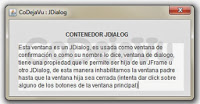 CoDejaVu : JDialog
CONTENEDOR JDIALOG
Esta ventana es un JDialog, es usada como ventana de
confirmación o como su nombre lo dice, ventana de dialogo,
tiene una propiedad que le permite ser hija de un JFrame u
otro JDialog, de esta manera inhabilitamos la ventana padre
hasta que la ventana hija sea cerrada (intenta dar click sobre
alguno de los botones de la ventana principal)